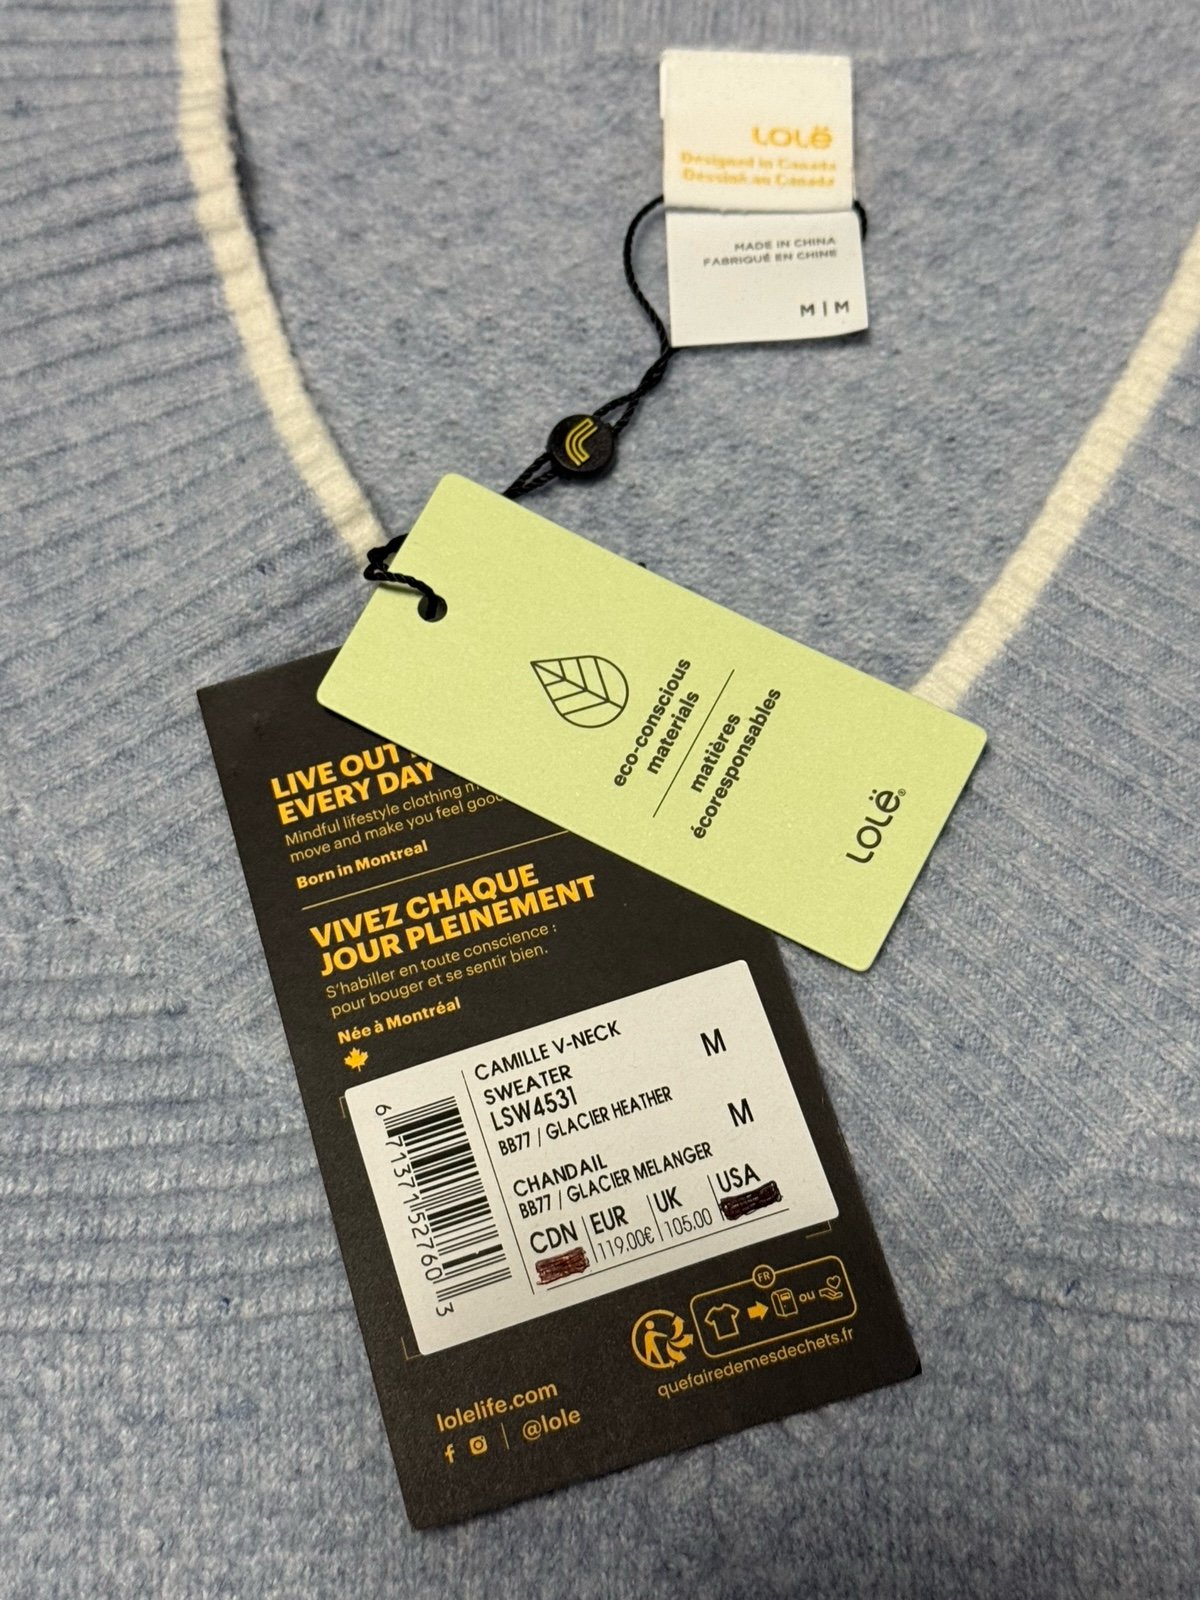 LOLË
Designed in Canada
Dessiné au Canada
MADE IN CHINA
FABRIQUÉ EN CHINE
M | M
eco-conscious
materials
matières
écoresponsables
LOLË®
LIVE OUT
EVERY DAY
Mindful lifestyle clothing
move and make you feel
Born in Montreal
VIVEZ CHAQUE
JOUR PLEINEMENT
S'habiller en toute conscience :
pour bouger et se sentir bien.
Née à Montréal
CAMILLE V-NECK M
SWEATER
LSW4531
BB77 / GLACIER HEATHER
CHANDAIL M
BB77 / GLACIER MELANGER
CDN | EUR | UK | USA
119.00€ | 105.00
6 71371 52760 3
FR
ou
quefairedemesdechets.fr
lolelife.com
f | @lole